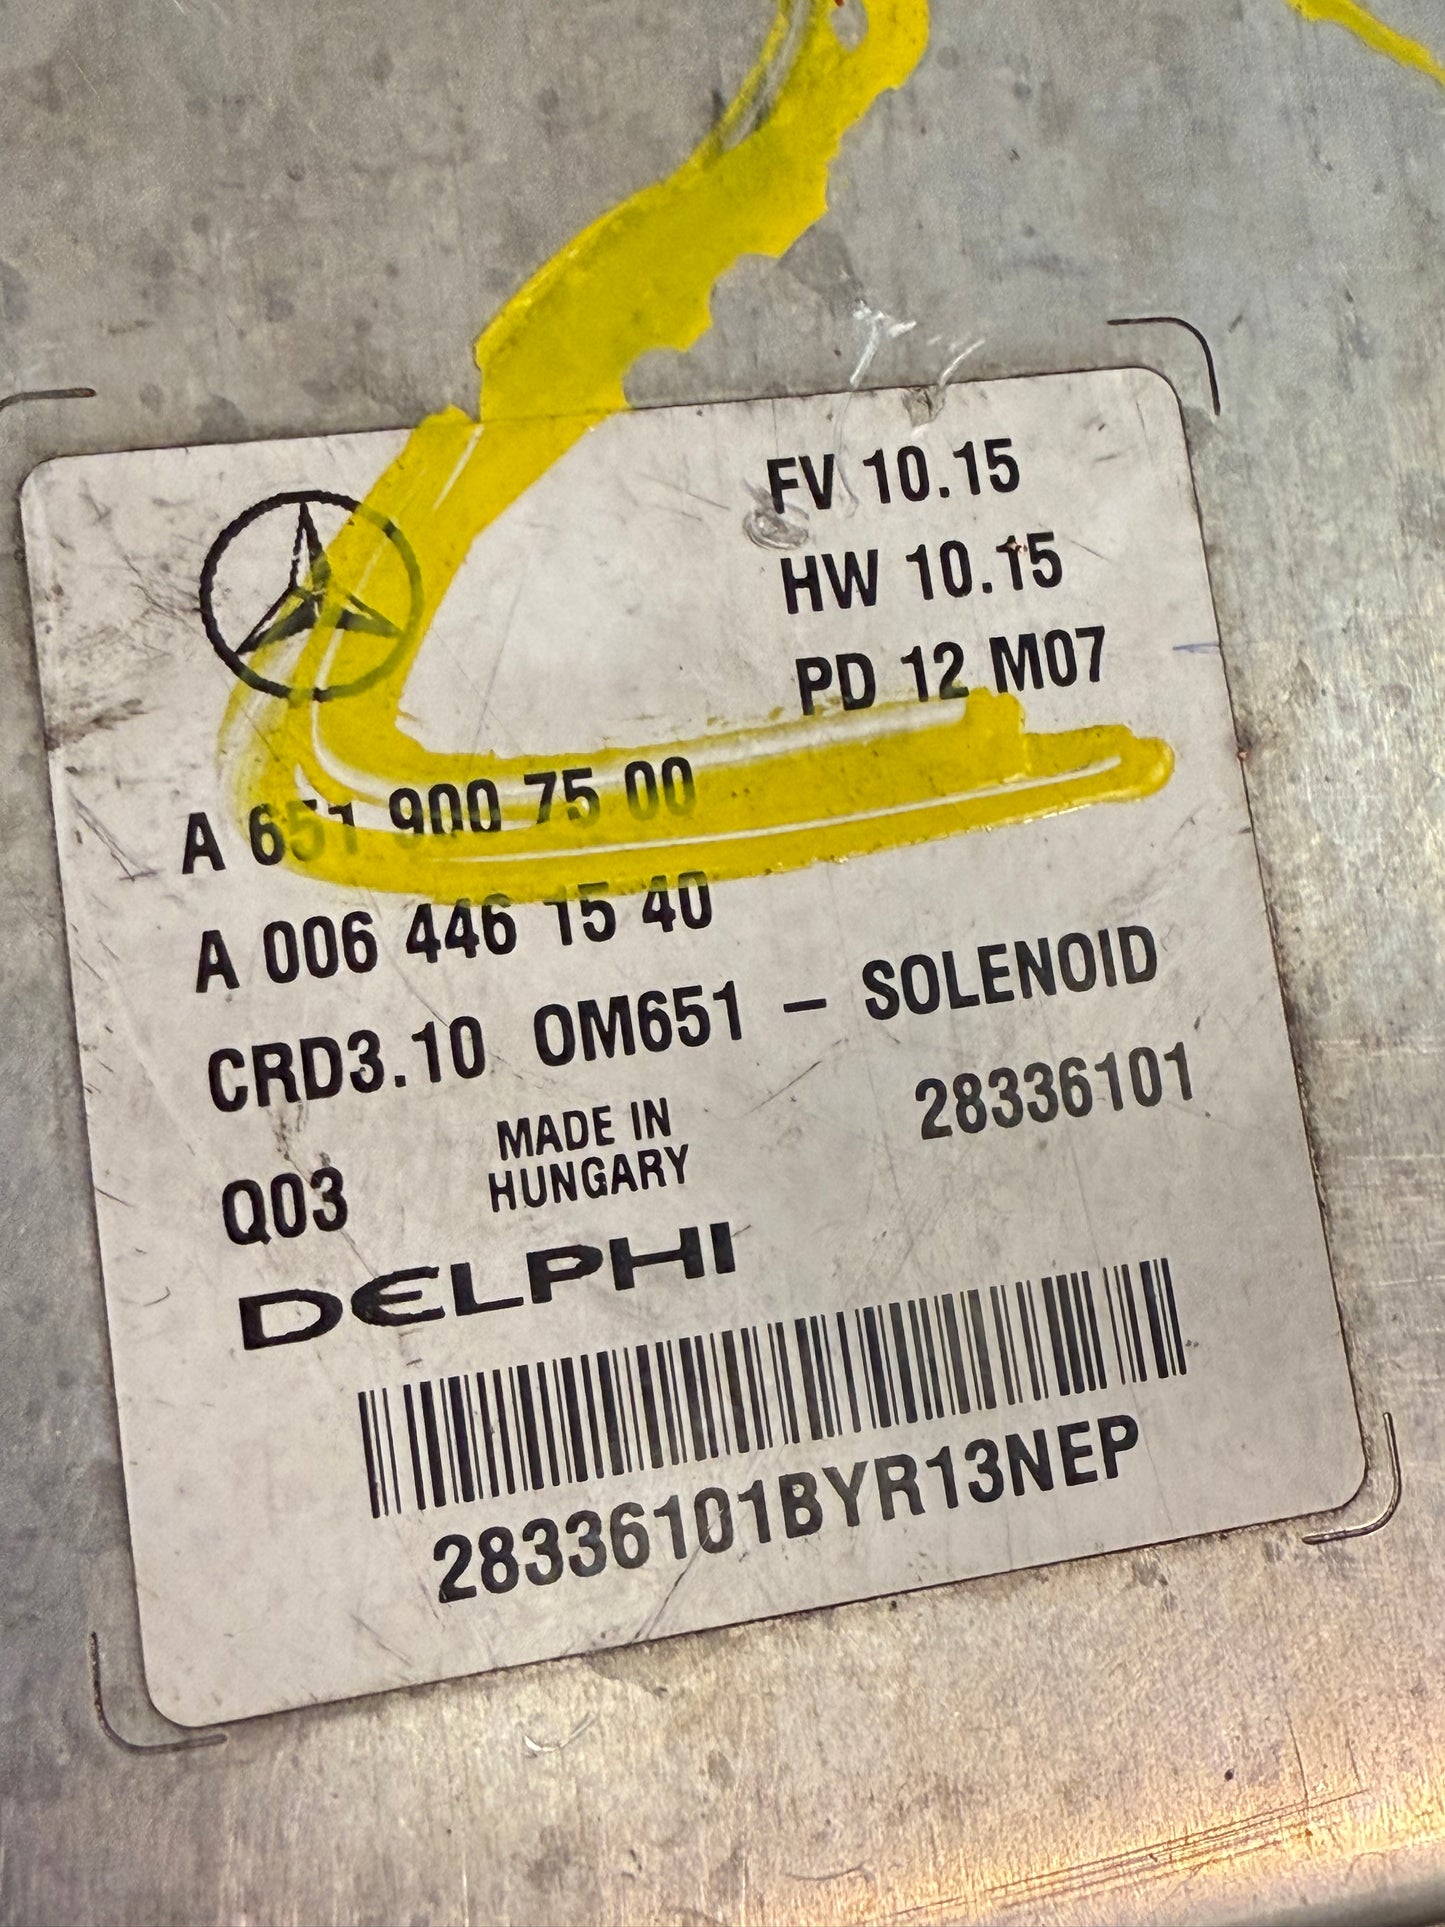 FV 10.15
HW 10.15
PD 12 M07
A 651 900 75 00
A 006 446 15 40
CRD3.10 OM651 – SOLENOID
28336101
MADE IN
HUNGARY
Q03
DELPHI
28336101BYR13NEP